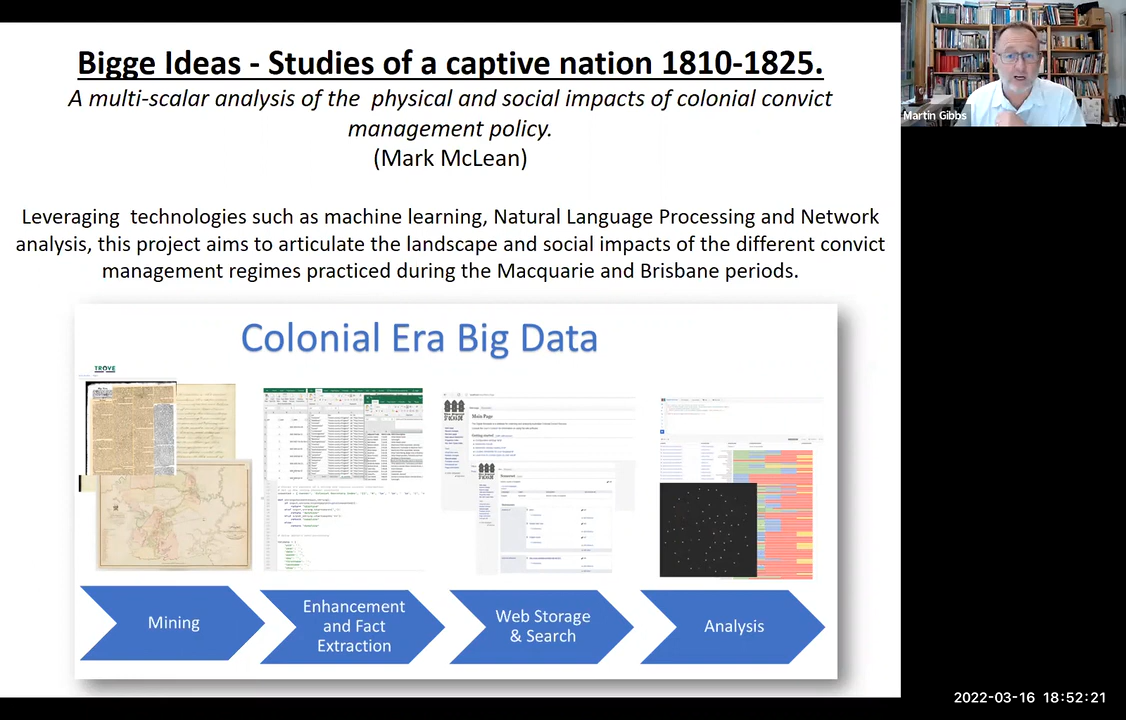 Bigge Ideas - Studies of a captive nation 1810-1825.
A multi-scalar analysis of the physical and social impacts of colonial convict
management policy.
(Mark McLean)
Leveraging technologies such as machine learning, Natural Language Processing and Network
analysis, this project aims to articulate the landscape and social impacts of the different convict
management regimes practiced during the Macquarie and Brisbane periods.
Colonial Era Big Data
TROVE
Main Page
Mining
Enhancement
and Fact
Extraction
Web Storage
& Search
Analysis
Martin Gibbs
2022-03-16 18:52:21